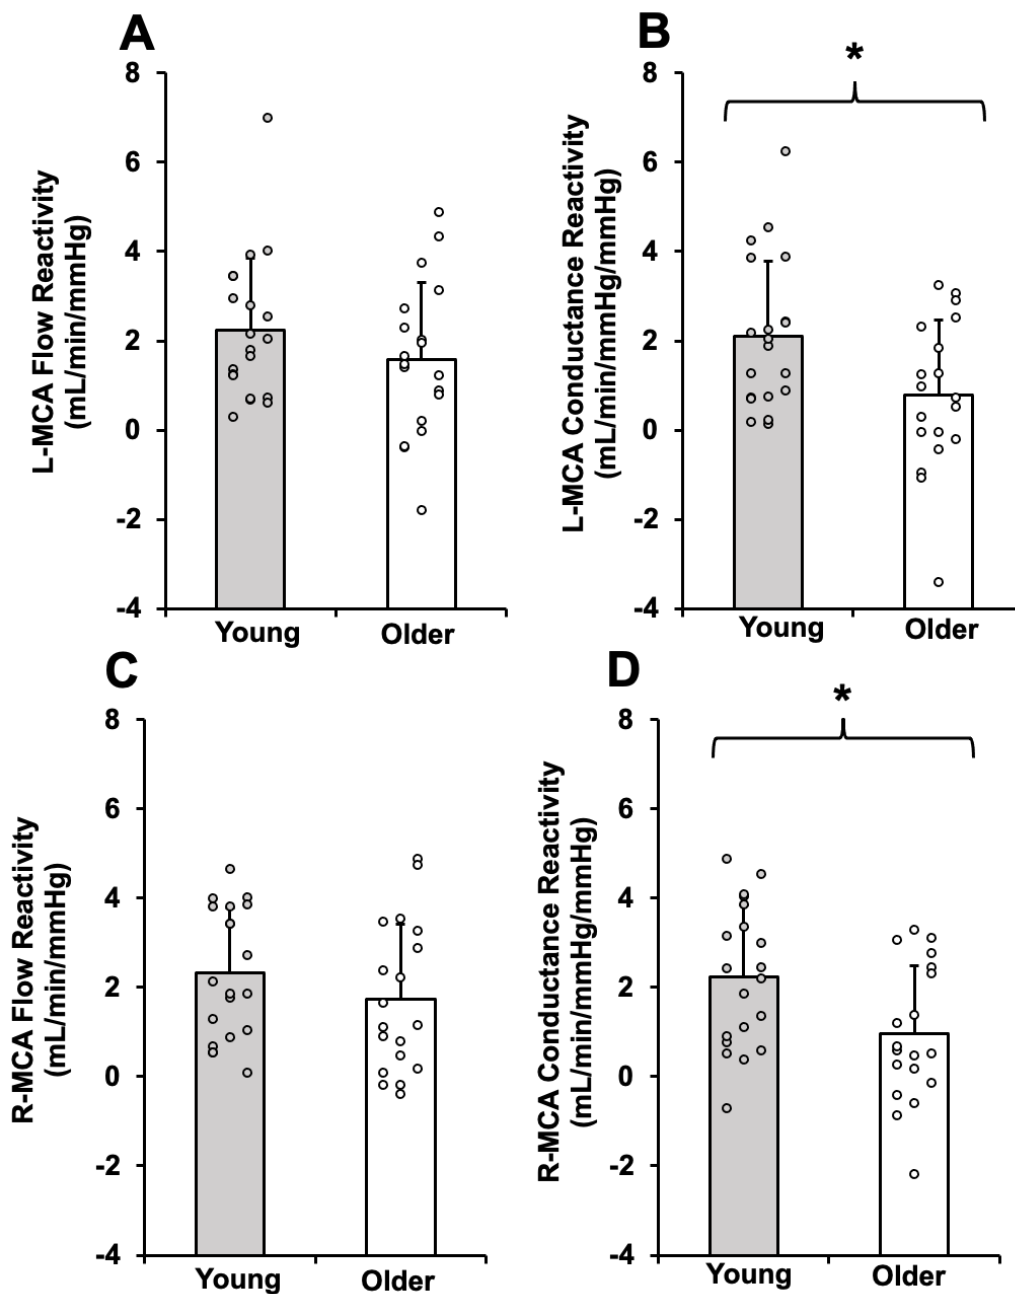 A
8
6
4
2
0
-2
-4
L-MCA Flow Reactivity
(mL/min/mmHg)
Young
Older
B
*
8
6
4
2
0
-2
-4
L-MCA Conductance Reactivity
(mL/min/mmHg/mmHg)
Young
Older
C
8
6
4
2
0
-2
-4
R-MCA Flow Reactivity
(mL/min/mmHg)
Young
Older
D
*
8
6
4
2
0
-2
-4
R-MCA Conductance Reactivity
(mL/min/mmHg/mmHg)
Young
Older